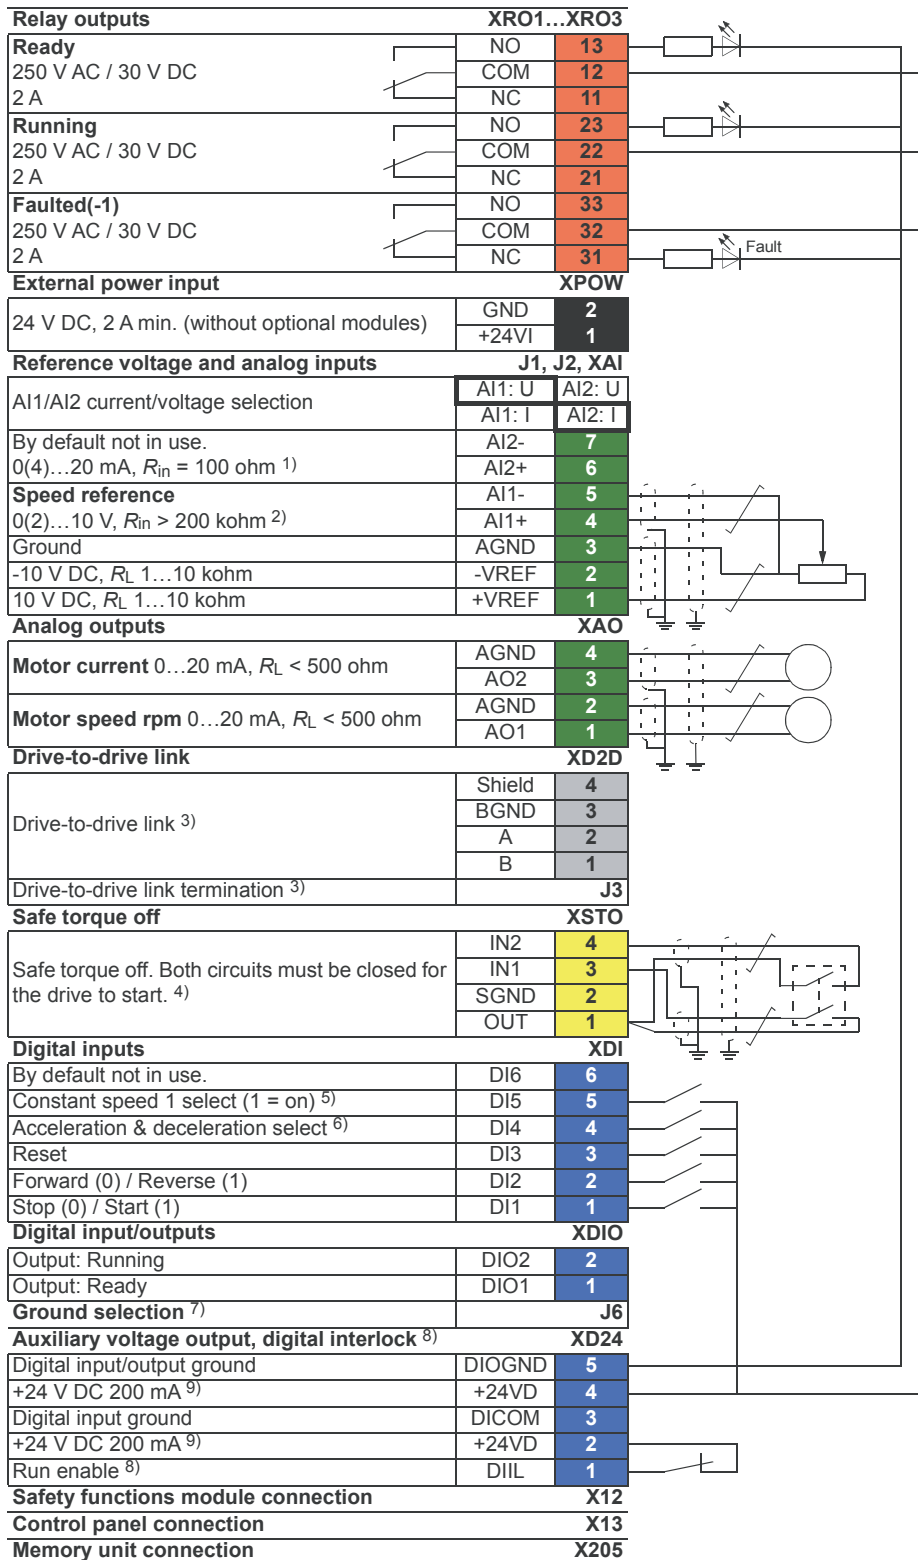 Relay outputs XRO1…XRO3
Ready NO 13
250 V AC / 30 V DC COM 12
2 A NC 11
Running NO 23
250 V AC / 30 V DC COM 22
2 A NC 21
Faulted(-1) NO 33
250 V AC / 30 V DC COM 32
2 A NC 31 Fault
External power input XPOW
24 V DC, 2 A min. (without optional modules) GND 2
+24VI 1
Reference voltage and analog inputs J1, J2, XAI
AI1/AI2 current/voltage selection AI1: U AI2: U
AI1: I AI2: I
By default not in use. AI2- 7
0(4)…20 mA, Rin = 100 ohm 1) AI2+ 6
Speed reference AI1- 5
0(2)…10 V, Rin > 200 kohm 2) AI1+ 4
Ground AGND 3
-10 V DC, RL 1…10 kohm -VREF 2
10 V DC, RL 1…10 kohm +VREF 1
Analog outputs XAO
Motor current 0…20 mA, RL < 500 ohm AGND 4
AO2 3
Motor speed rpm 0…20 mA, RL < 500 ohm AGND 2
AO1 1
Drive-to-drive link XD2D
Drive-to-drive link 3) Shield 4
BGND 3
A 2
B 1
Drive-to-drive link termination 3) J3
Safe torque off XSTO
Safe torque off. Both circuits must be closed for
the drive to start. 4) IN2 4
IN1 3
SGND 2
OUT 1
Digital inputs XDI
By default not in use. DI6 6
Constant speed 1 select (1 = on) 5) DI5 5
Acceleration & deceleration select 6) DI4 4
Reset DI3 3
Forward (0) / Reverse (1) DI2 2
Stop (0) / Start (1) DI1 1
Digital input/outputs XDIO
Output: Running DIO2 2
Output: Ready DIO1 1
Ground selection 7) J6
Auxiliary voltage output, digital interlock 8) XD24
Digital input/output ground DIOGND 5
+24 V DC 200 mA 9) +24VD 4
Digital input ground DICOM 3
+24 V DC 200 mA 9) +24VD 2
Run enable 8) DIIL 1
Safety functions module connection X12
Control panel connection X13
Memory unit connection X205